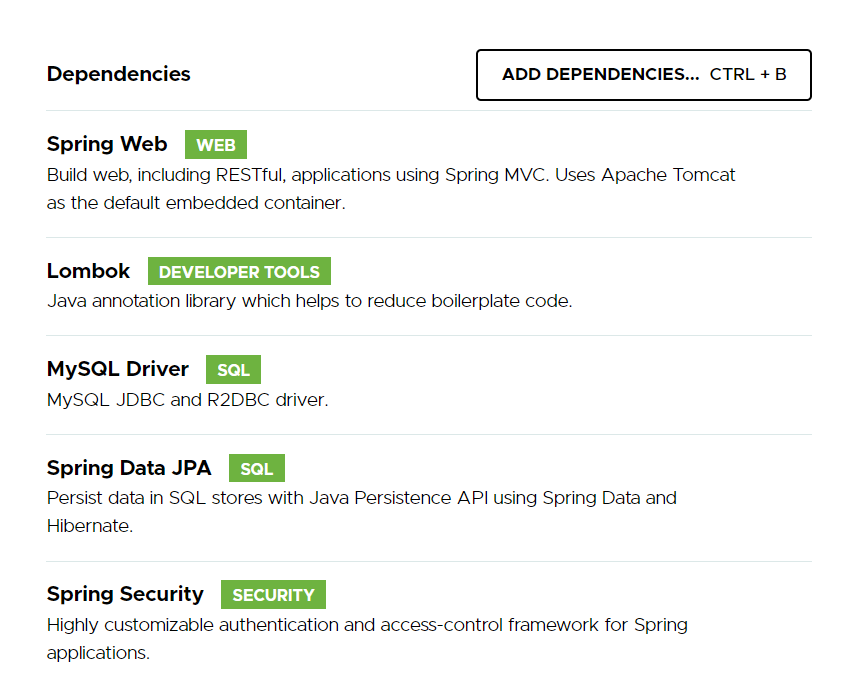 Dependencies
ADD DEPENDENCIES... CTRL + B
Spring Web WEB
Build web, including RESTful, applications using Spring MVC. Uses Apache Tomcat
as the default embedded container.
Lombok DEVELOPER TOOLS
Java annotation library which helps to reduce boilerplate code.
MySQL Driver SQL
MySQL JDBC and R2DBC driver.
Spring Data JPA SQL
Persist data in SQL stores with Java Persistence API using Spring Data and
Hibernate.
Spring Security SECURITY
Highly customizable authentication and access-control framework for Spring
applications.